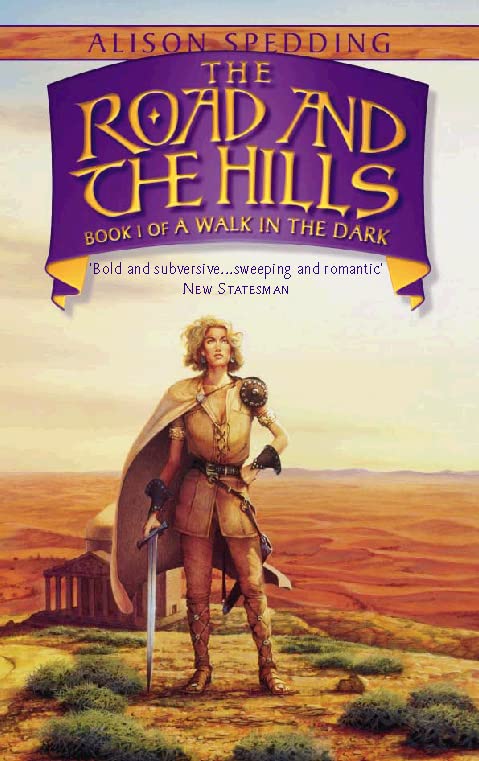 ALISON SPEDDING
THE
ROAD AND
THE HILLS
BOOK 1 OF A WALK IN THE DARK
'Bold and subversive...sweeping and romantic'
NEW STATESMAN